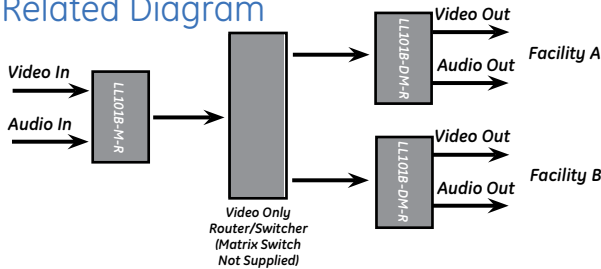 Related Diagram
Video In
Audio In
LL101B-M-R
Video Only
Router/Switcher
(Matrix Switch
Not Supplied)
LL101B-DM-R
Video Out
Audio Out
Facility A
LL101B-DM-R
Video Out
Audio Out
Facility B